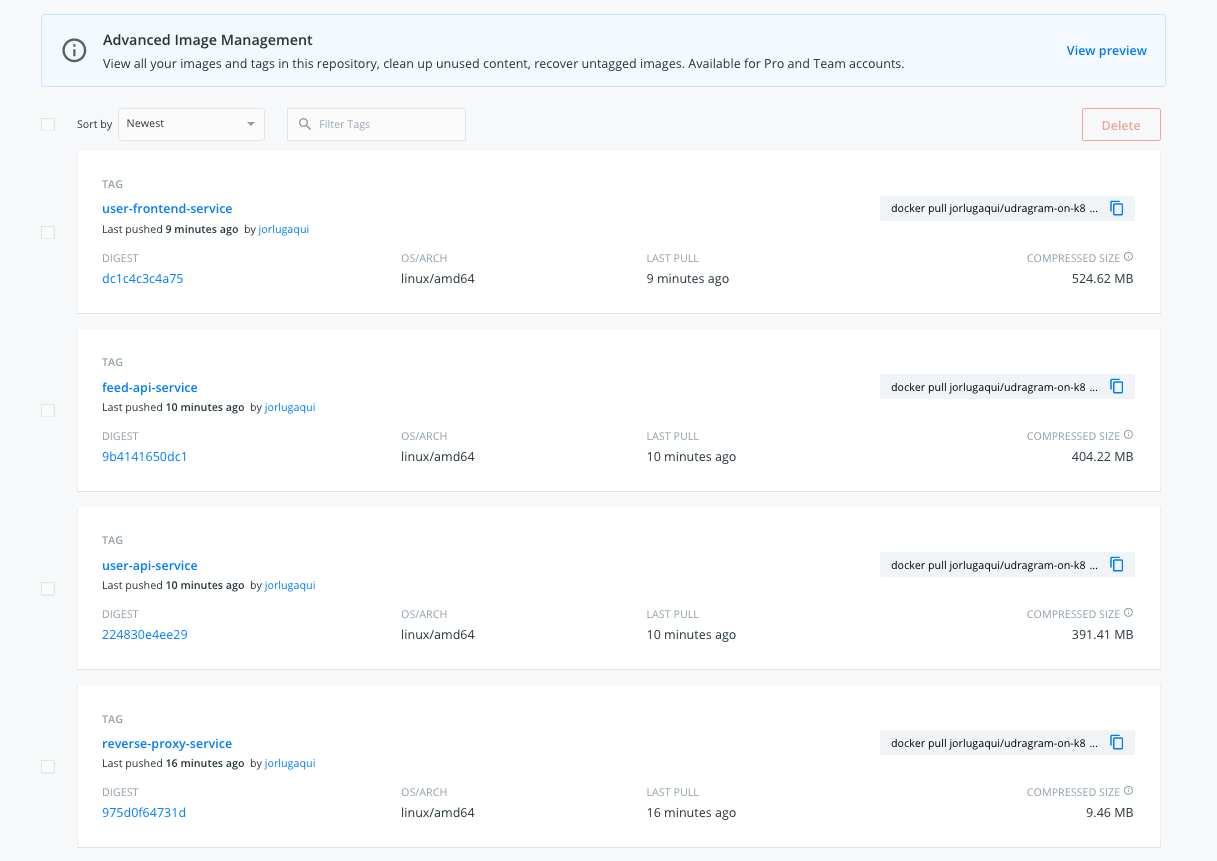 Advanced Image Management
View all your images and tags in this repository, clean up unused content, recover untagged images. Available for Pro and Team accounts.
View preview
Sort by Newest Filter Tags Delete
TAG
user-frontend-service docker pull jorlugaqui/udragram-on-k8 ...
Last pushed 9 minutes ago by jorlugaqui
DIGEST OS/ARCH LAST PULL COMPRESSED SIZE
dc1c4c3c4a75 linux/amd64 9 minutes ago 524.62 MB
TAG
feed-api-service docker pull jorlugaqui/udragram-on-k8 ...
Last pushed 10 minutes ago by jorlugaqui
DIGEST OS/ARCH LAST PULL COMPRESSED SIZE
9b4141650dc1 linux/amd64 10 minutes ago 404.22 MB
TAG
user-api-service docker pull jorlugaqui/udragram-on-k8 ...
Last pushed 10 minutes ago by jorlugaqui
DIGEST OS/ARCH LAST PULL COMPRESSED SIZE
224830e4ee29 linux/amd64 10 minutes ago 391.41 MB
TAG
reverse-proxy-service docker pull jorlugaqui/udragram-on-k8 ...
Last pushed 16 minutes ago by jorlugaqui
DIGEST OS/ARCH LAST PULL COMPRESSED SIZE
975d0f64731d linux/amd64 16 minutes ago 9.46 MB